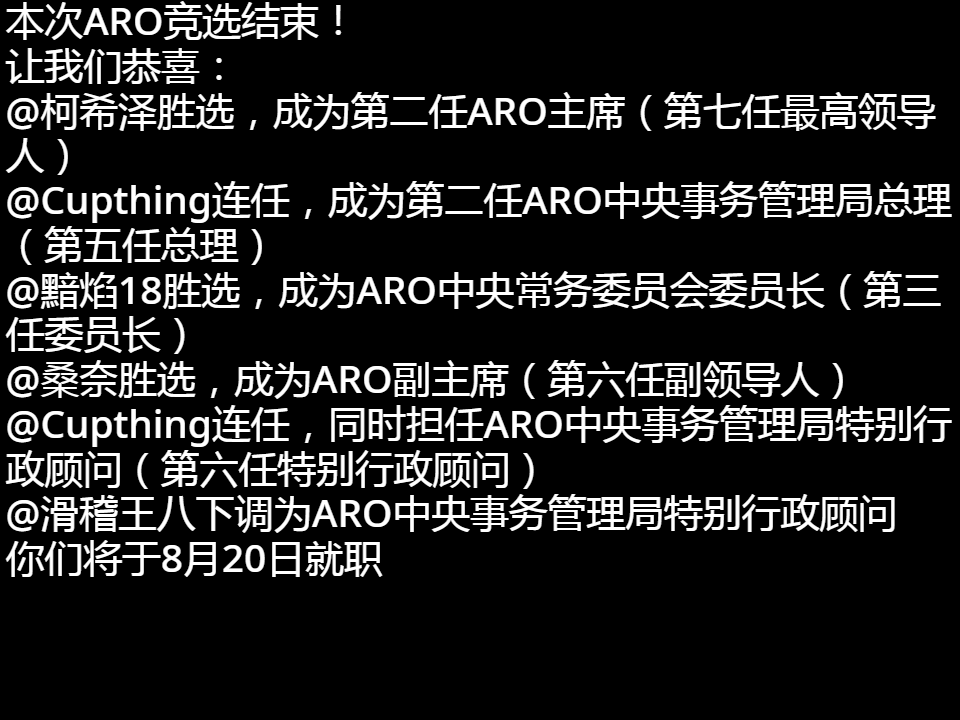 本次ARO竞选结束！
让我们恭喜：
@柯希泽胜选，成为第二任ARO主席（第七任最高领导
人）
@Cupthing连任，成为第二任ARO中央事务管理局总理
（第五任总理）
@黯焰18胜选，成为ARO中央常务委员会委员长（第三
任委员长）
@桑奈胜选，成为ARO副主席（第六任副领导人）
@Cupthing连任，同时担任ARO中央事务管理局特别行
政顾问（第六任特别行政顾问）
@滑稽王八下调为ARO中央事务管理局特别行政顾问
你们将于8月20日就职